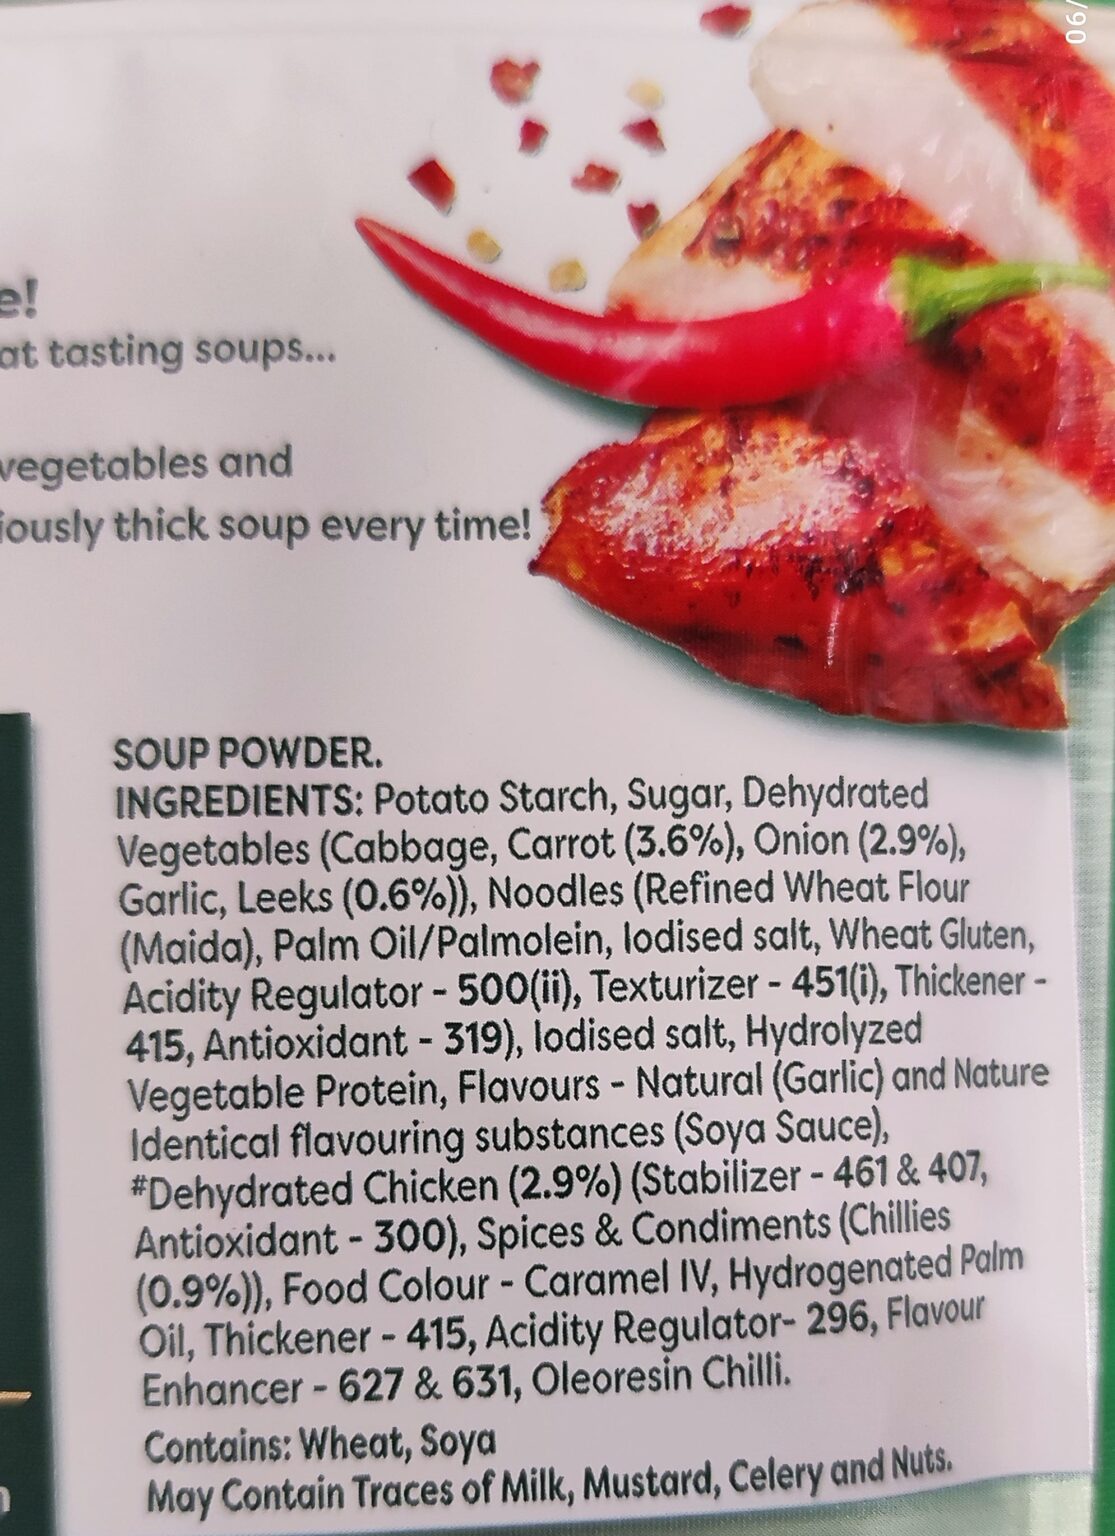 06/
e!
at tasting soups...
vegetables and
iously thick soup every time!
SOUP POWDER.
INGREDIENTS: Potato Starch, Sugar, Dehydrated
Vegetables (Cabbage, Carrot (3.6%), Onion (2.9%),
Garlic, Leeks (0.6%)), Noodles (Refined Wheat Flour
(Maida), Palm Oil/Palmolein, Iodised salt, Wheat Gluten,
Acidity Regulator - 500(ii), Texturizer - 451(i), Thickener -
415, Antioxidant - 319), Iodised salt, Hydrolyzed
Vegetable Protein, Flavours - Natural (Garlic) and Nature
Identical flavouring substances (Soya Sauce),
#Dehydrated Chicken (2.9%) (Stabilizer - 461 & 407,
Antioxidant - 300), Spices & Condiments (Chillies
(0.9%)), Food Colour - Caramel IV, Hydrogenated Palm
Oil, Thickener - 415, Acidity Regulator- 296, Flavour
Enhancer - 627 & 631, Oleoresin Chilli.
Contains: Wheat, Soya
May Contain Traces of Milk, Mustard, Celery and Nuts.